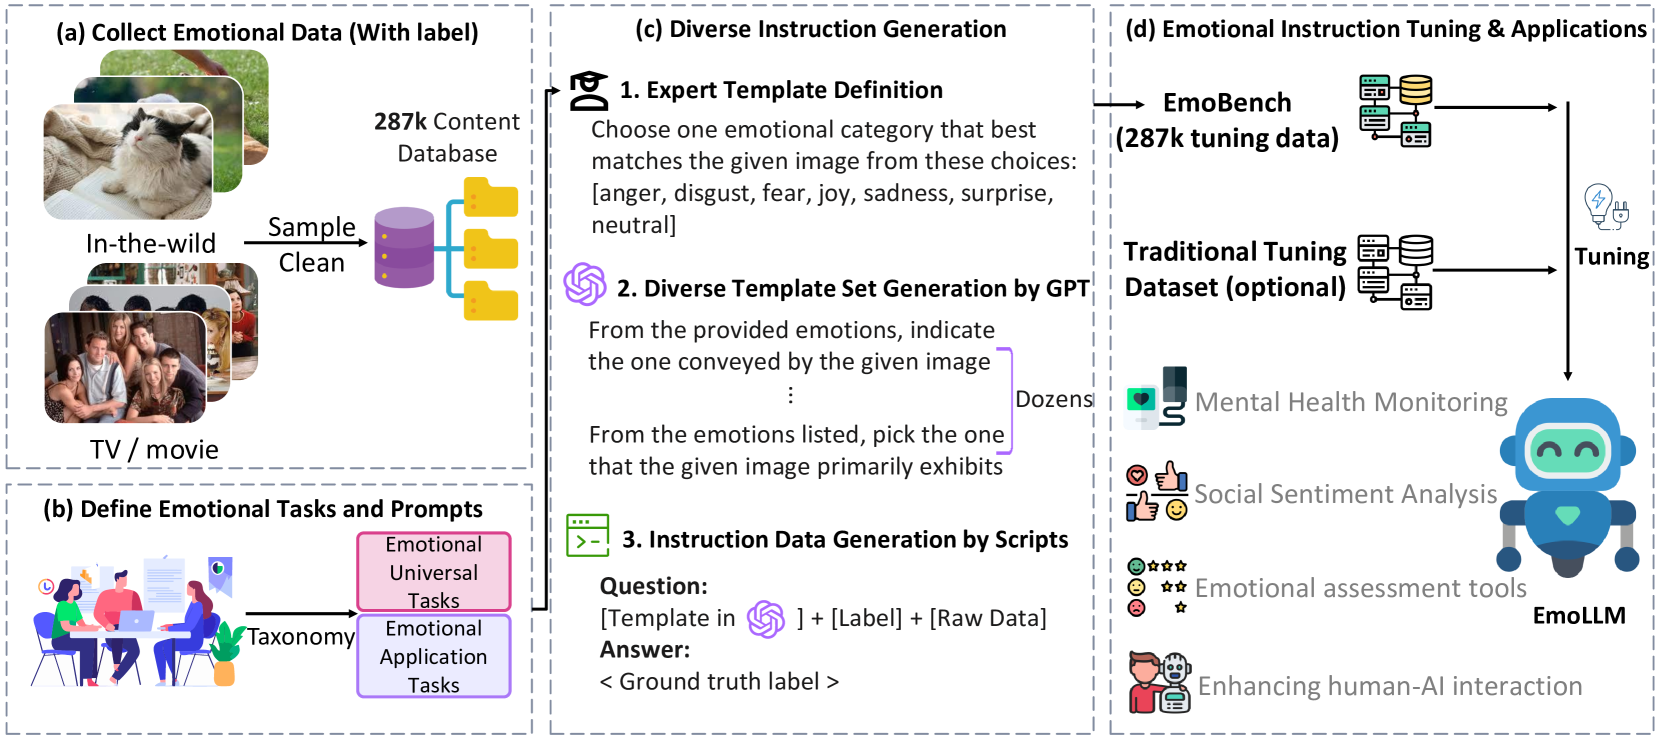 (a) Collect Emotional Data (With label)
287k Content
Database
In-the-wild
Sample
Clean
TV / movie
(b) Define Emotional Tasks and Prompts
Taxonomy
Emotional
Universal
Tasks
Emotional
Application
Tasks
(c) Diverse Instruction Generation
1. Expert Template Definition
Choose one emotional category that best
matches the given image from these choices:
[anger, disgust, fear, joy, sadness, surprise,
neutral]
2. Diverse Template Set Generation by GPT
From the provided emotions, indicate
the one conveyed by the given image
⋮
Dozens
From the emotions listed, pick the one
that the given image primarily exhibits
3. Instruction Data Generation by Scripts
Question:
[Template in ] + [Label] + [Raw Data]
Answer:
< Ground truth label >
(d) Emotional Instruction Tuning & Applications
EmoBench
(287k tuning data)
Traditional Tuning
Dataset (optional)
Tuning
Mental Health Monitoring
Social Sentiment Analysis
Emotional assessment tools
EmoLLM
Enhancing human-AI interaction